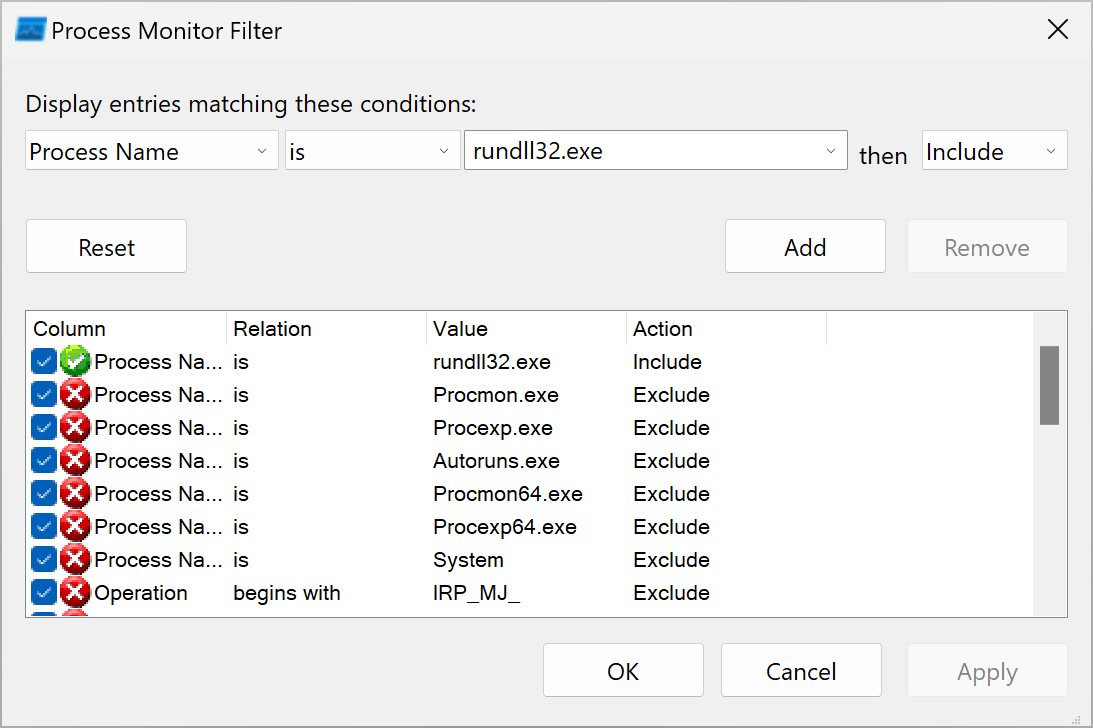 Process Monitor Filter
Display entries matching these conditions:
Process Name is rundll32.exe then Include
Reset Add Remove
Column Relation Value Action
Process Na... is rundll32.exe Include
Process Na... is Procmon.exe Exclude
Process Na... is Procexp.exe Exclude
Process Na... is Autoruns.exe Exclude
Process Na... is Procmon64.exe Exclude
Process Na... is Procexp64.exe Exclude
Process Na... is System Exclude
Operation begins with IRP_MJ_ Exclude
OK Cancel Apply